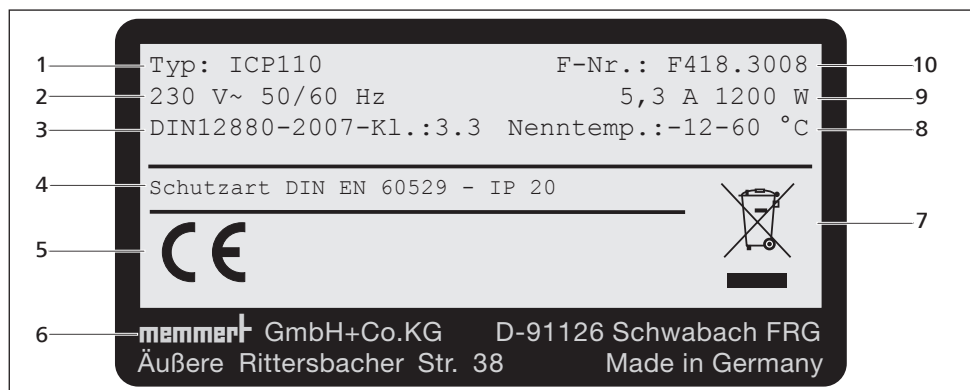 1 Typ: ICP110 F-Nr.: F418.3008 10
2 230 V~ 50/60 Hz 5,3 A 1200 W 9
3 DIN12880-2007-Kl.:3.3 Nenntemp.:-12-60 °C 8
4 Schutzart DIN EN 60529 - IP 20
5 CE 7
6 memmert GmbH+Co.KG D-91126 Schwabach FRG
Äußere Rittersbacher Str. 38 Made in Germany